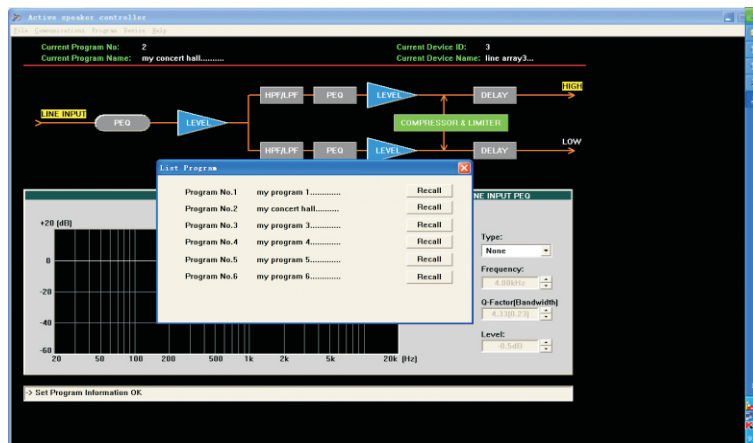 Active speaker controller
File Communications Program Device Help
Current Program No: 2 Current Device ID: 3
Current Program Name: my concert hall.......... Current Device Name: line array3...
HIGH
HPF/LPF PEQ LEVEL DELAY
LINE INPUT
PEQ LEVEL COMPRESSOR & LIMITER
LOW
HPF/LPF PEQ LEVEL DELAY
List Program
Program No.1 my program 1............. Recall
Program No.2 my concert hall.......... Recall
Program No.3 my program 3............. Recall
Program No.4 my program 4............. Recall
Program No.5 my program 5............. Recall
Program No.6 my program 6............. Recall
NE INPUT PEQ
+20 (dB)
0
-20
-40
-60
20 50 100 200 500 1k 2k 5k 20k (Hz)
Type:
None
Frequency:
4.00kHz
Q-Factor(Bandwidth)
4.33(0.23)
Level:
-8.5dB
-> Set Program Information OK